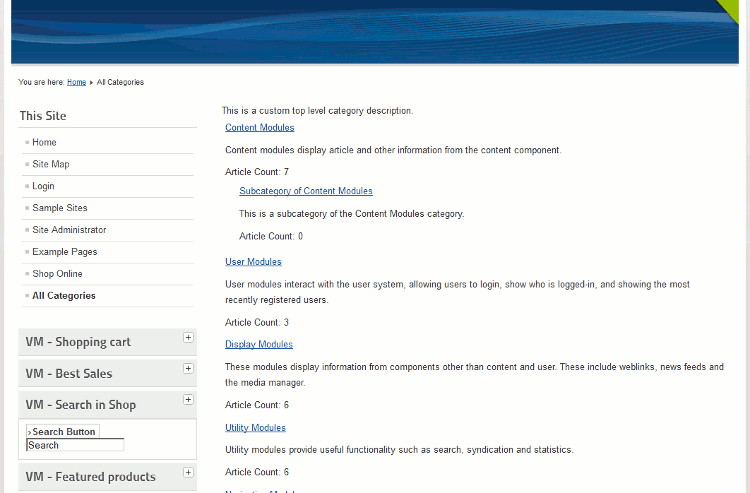 You are here: Home ▸ All Categories
This Site
Home
Site Map
Login
Sample Sites
Site Administrator
Example Pages
Shop Online
All Categories
VM - Shopping cart
VM - Best Sales
VM - Search in Shop
›Search Button
Search
VM - Featured products
This is a custom top level category description.
Content Modules
Content modules display article and other information from the content component.
Article Count: 7
Subcategory of Content Modules
This is a subcategory of the Content Modules category.
Article Count: 0
User Modules
User modules interact with the user system, allowing users to login, show who is logged-in, and showing the most
recently registered users.
Article Count: 3
Display Modules
These modules display information from components other than content and user. These include weblinks, news feeds and
the media manager.
Article Count: 6
Utility Modules
Utility modules provide useful functionality such as search, syndication and statistics.
Article Count: 6